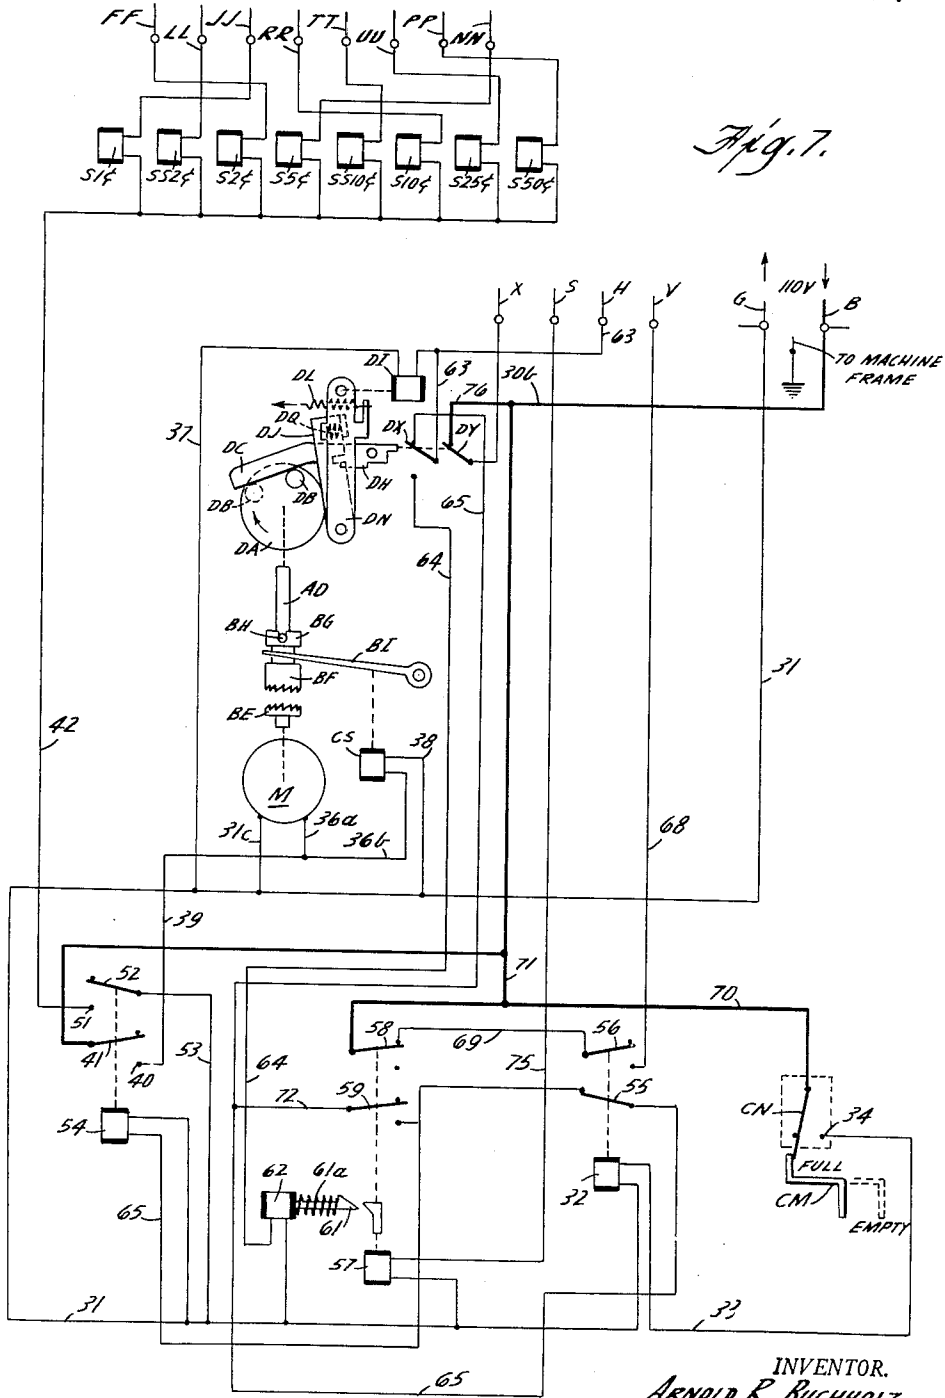 FF LL JJ RR TT UU PP NN
Fig. 7.
S1¢ SS2¢ S2¢ S5¢ SS10¢ S10¢ S25¢ S50¢
X S H V G 110V B
63
TO MACHINE
FRAME
DI 63 76 30b
DL
DQ
DJ
DX DY
37
DC
DH
DB DB
65
DN
DA
64
AD
BH BG
BI
BF
31
BE
42
CS 38
M
31c 36a
36b
68
39
71
52
70
51
58 56
69
41
40
53
64
75
59
72
55
CN 34
54
62 61a
FULL
32
61
CM
EMPTY
65
57
31
33
65
INVENTOR.
ARNOLD R. BUCHHOLZ